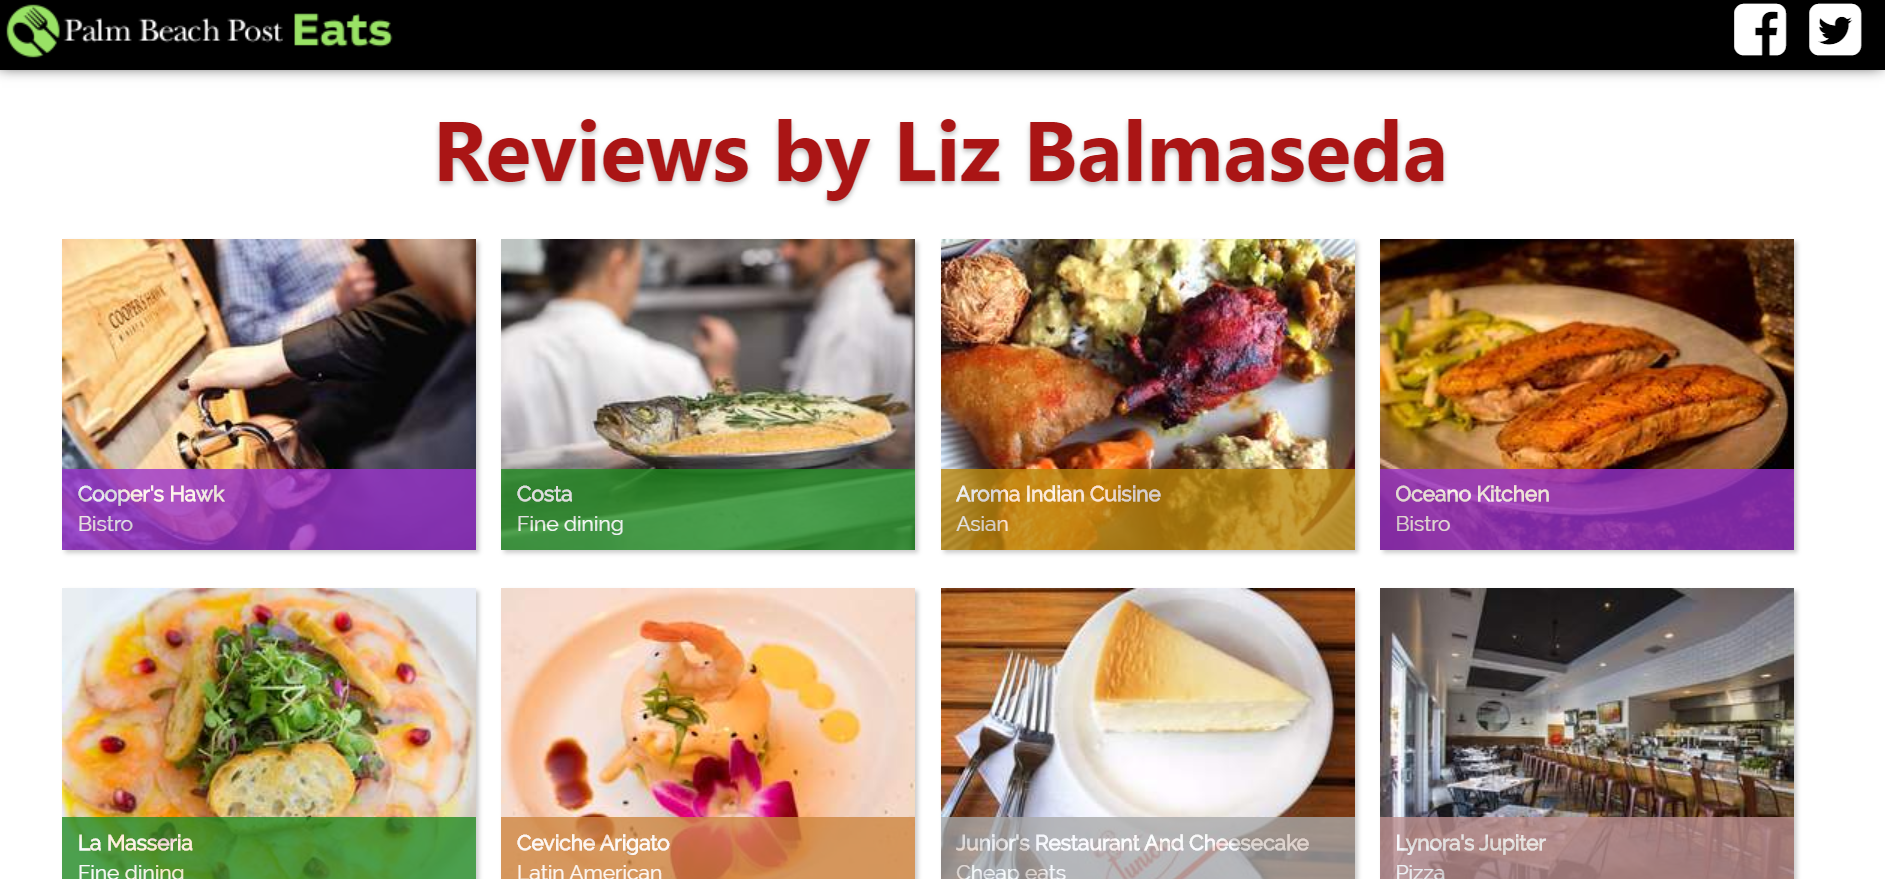 Palm Beach Post Eats
Reviews by Liz Balmaseda
COOPER'S HAWK
Cooper's Hawk
Bistro
Costa
Fine dining
Aroma Indian Cuisine
Asian
Oceano Kitchen
Bistro
La Masseria
Fine dining
Ceviche Arigato
Latin American
Junior's Restaurant And Cheesecake
Cheap eats
Lynora's Jupiter
Pizza